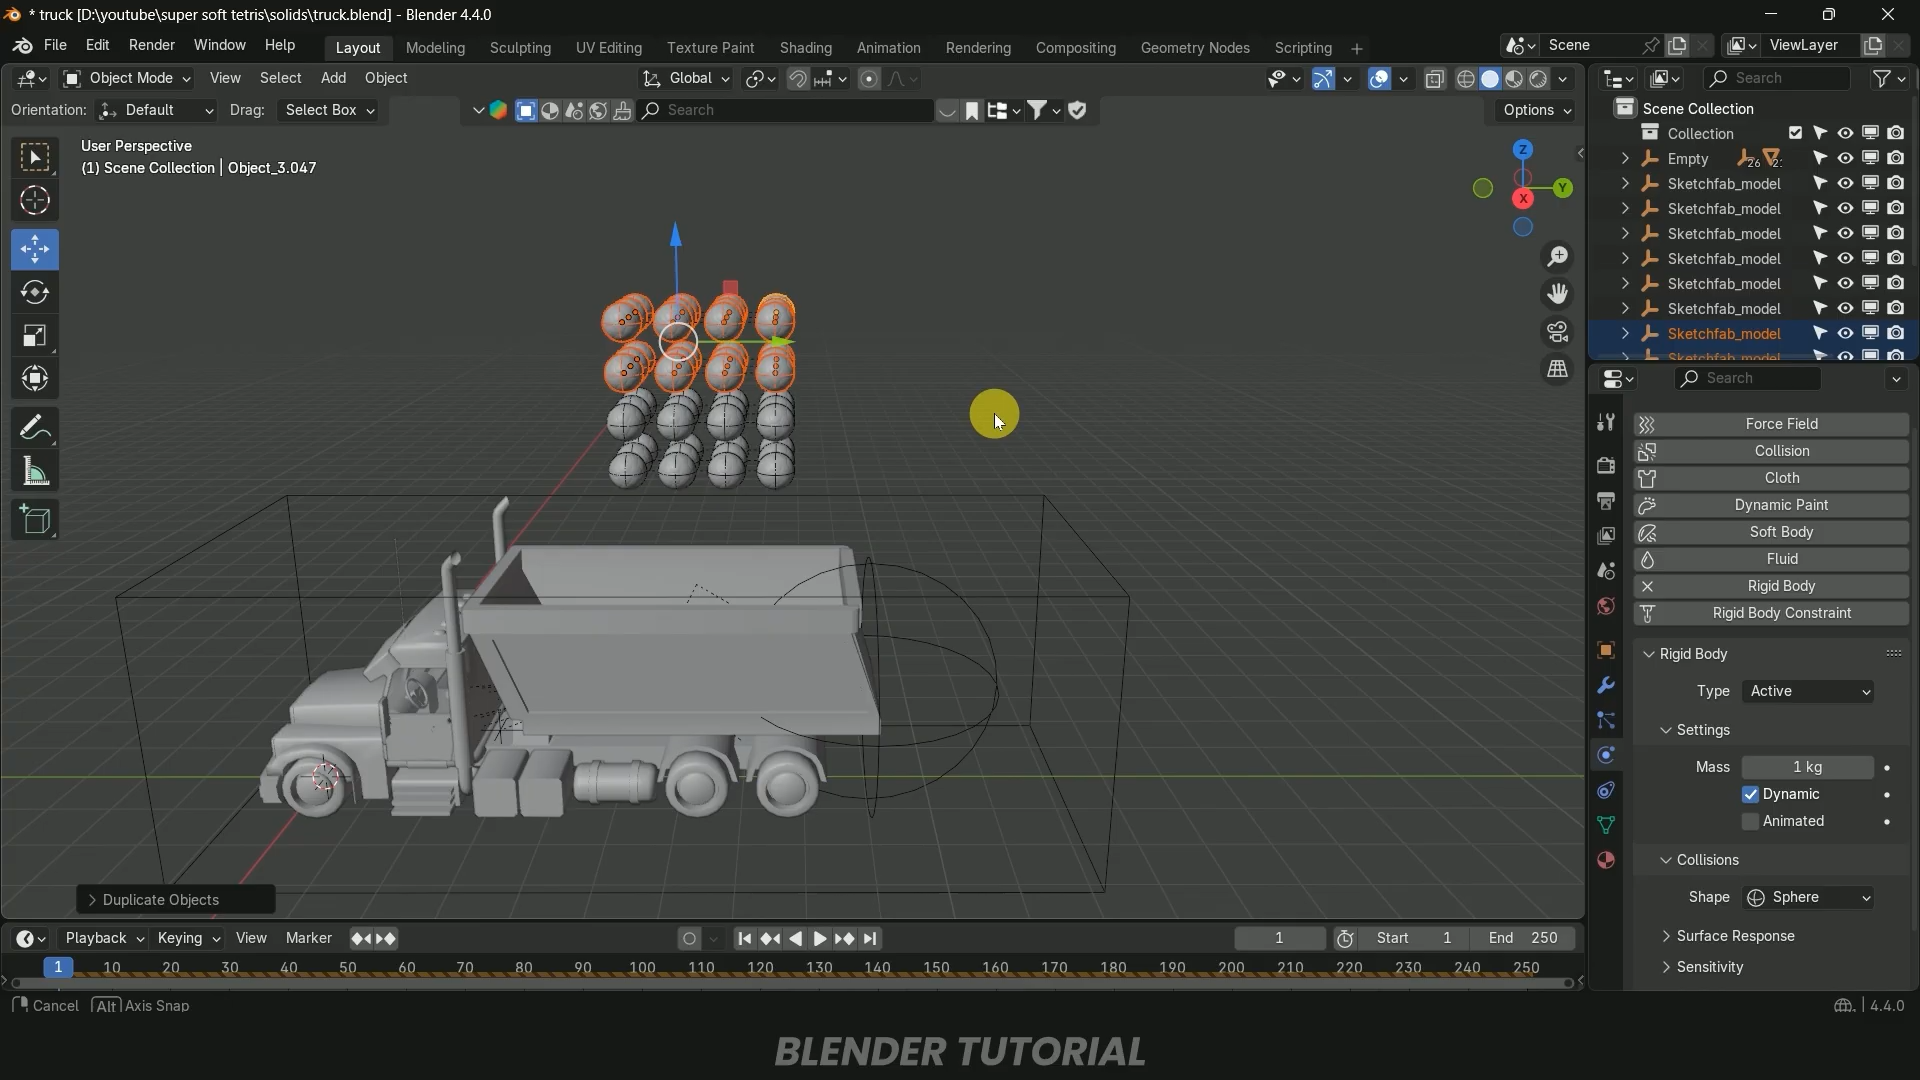 * truck [D:\youtube\super soft tetris\solids\truck.blend] - Blender 4.4.0
File Edit Render Window Help Layout Modeling Sculpting UV Editing Texture Paint Shading Animation Rendering Compositing Geometry Nodes Scripting + Scene ViewLayer
Object Mode View Select Add Object Global Search
Orientation: Default Drag: Select Box Search Options
User Perspective
(1) Scene Collection | Object_3.047
Z
Y
X
Scene Collection
Collection
Empty 26
Sketchfab_model
Sketchfab_model
Sketchfab_model
Sketchfab_model
Sketchfab_model
Sketchfab_model
Sketchfab_model
Sketchfab_model
Search
Force Field
Collision
Cloth
Dynamic Paint
Soft Body
Fluid
Rigid Body
Rigid Body Constraint
Rigid Body
Type Active
Settings
Mass 1 kg
Dynamic
Animated
Collisions
Shape Sphere
Surface Response
Sensitivity
Duplicate Objects
Playback Keying View Marker 1 Start 1 End 250
1 10 20 30 40 50 60 70 80 90 100 110 120 130 140 150 160 170 180 190 200 210 220 230 240 250
Cancel Alt Axis Snap 4.4.0
BLENDER TUTORIAL